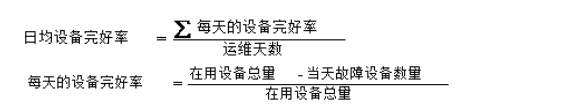 日均设备完好率 = ∑ 每天的设备完好率
运维天数
每天的设备完好率 = 在用设备总量 - 当天故障设备数量
在用设备总量